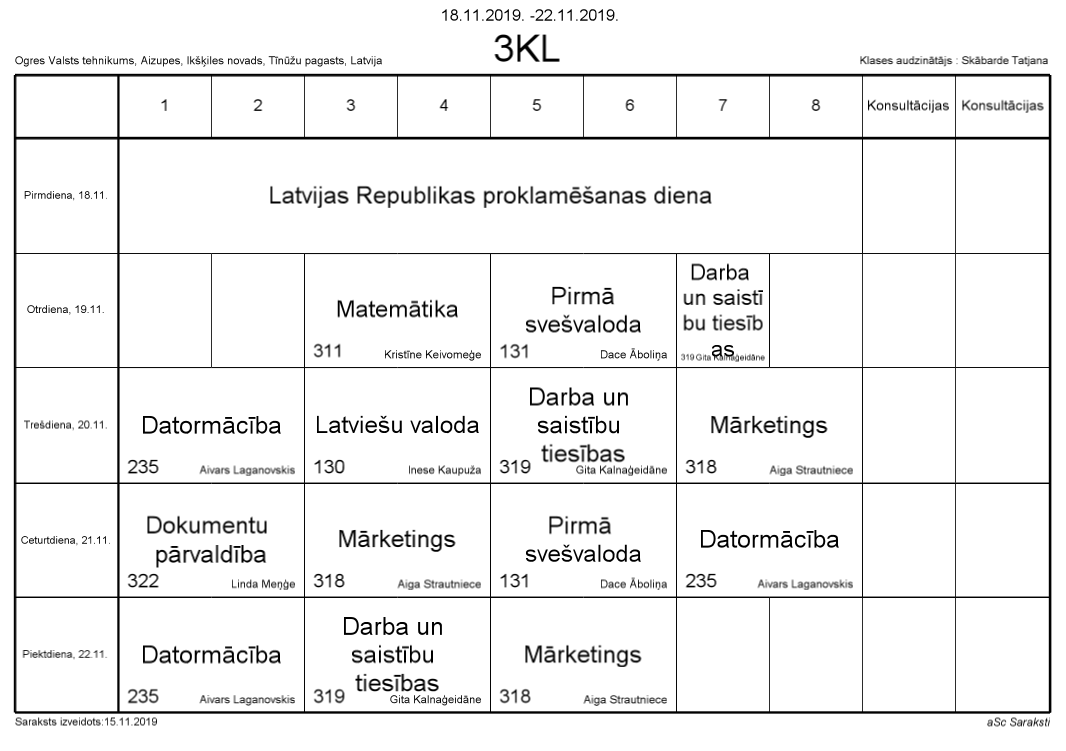 18.11.2019. -22.11.2019.
3KL
Ogres Valsts tehnikums, Aizupes, Ikšķiles novads, Tīnūžu pagasts, Latvija
Klases audzinātājs : Skābarde Tatjana
1 2 3 4 5 6 7 8 Konsultācijas Konsultācijas
Pirmdiena, 18.11.
Latvijas Republikas proklamēšanas diena
Otrdiena, 19.11.
Matemātika
311 Kristīne Keivomeģe
Pirmā
svešvaloda
131 Dace Āboliņa
Darba
un saistī
bu tiesīb
as
319 Gita Kalnaģeidāne
Trešdiena, 20.11.
Datormācība
235 Aivars Laganovskis
Latviešu valoda
130 Inese Kaupuža
Darba un
saistību
tiesības
319 Gita Kalnaģeidāne
Mārketings
318 Aiga Strautniece
Ceturtdiena, 21.11.
Dokumentu
pārvaldība
322 Linda Meņģe
Mārketings
318 Aiga Strautniece
Pirmā
svešvaloda
131 Dace Āboliņa
Datormācība
235 Aivars Laganovskis
Piektdiena, 22.11.
Datormācība
235 Aivars Laganovskis
Darba un
saistību
tiesības
319 Gita Kalnaģeidāne
Mārketings
318 Aiga Strautniece
Saraksts izveidots:15.11.2019
aSc Saraksti